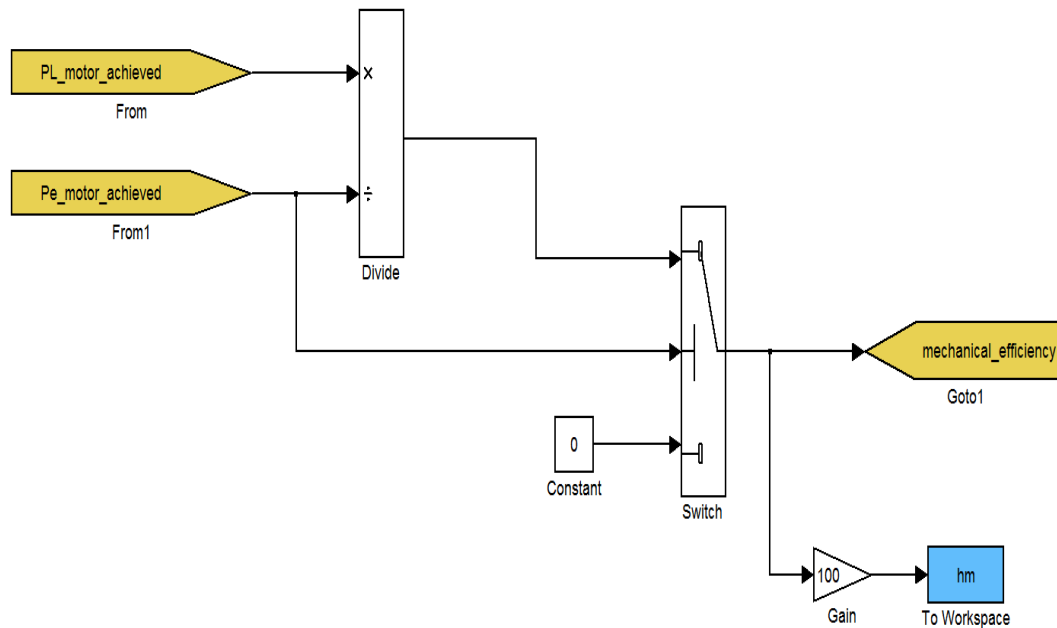 PL_motor_achieved
From
×
Pe_motor_achieved
From1
÷
Divide
0
Constant
Switch
mechanical_efficiency
Goto1
100
Gain
hm
To Workspace